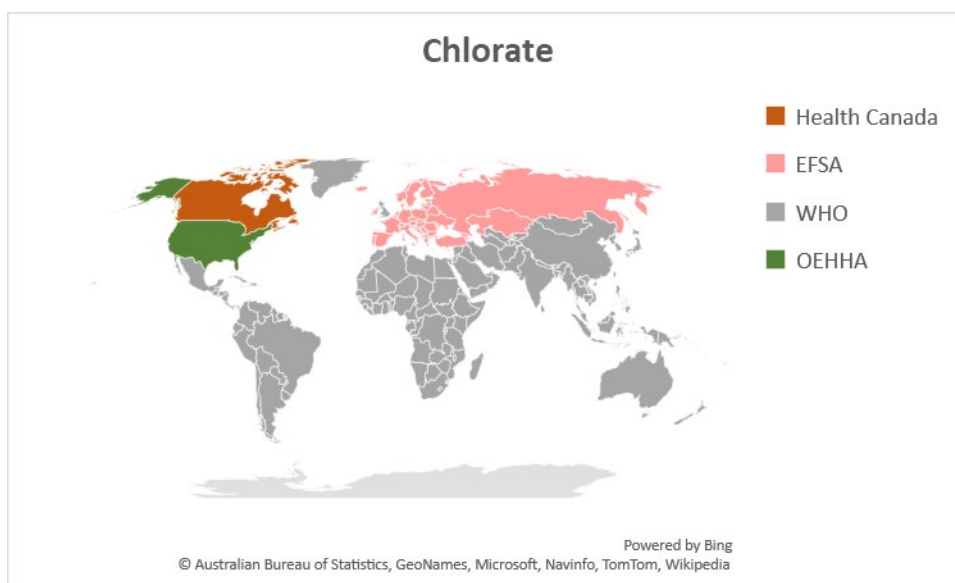 Chlorate
Health Canada
EFSA
WHO
OEHHA
Powered by Bing
© Australian Bureau of Statistics, GeoNames, Microsoft, Navinfo, TomTom, Wikipedia